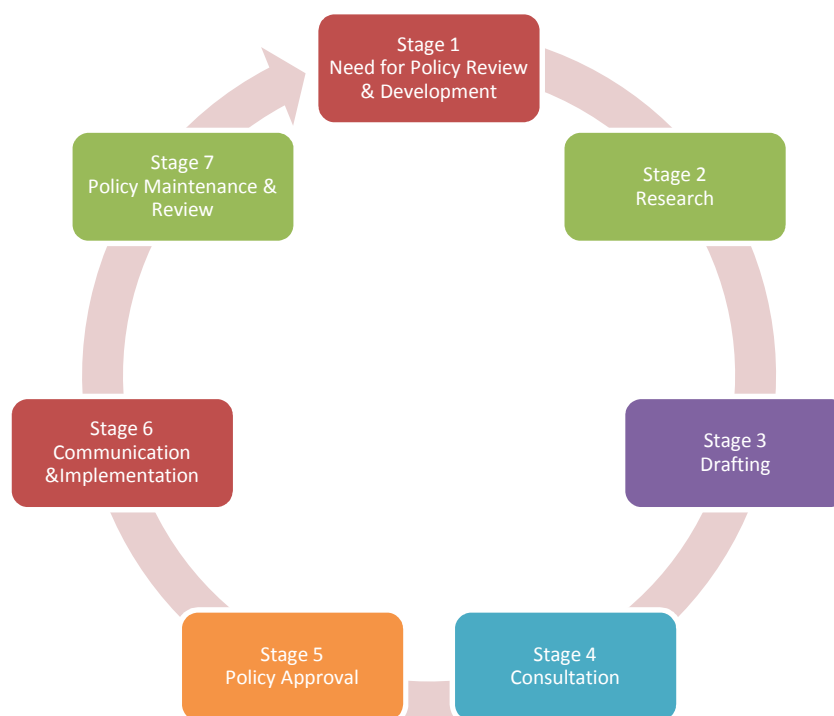 Stage 1
Need for Policy Review
& Development
Stage 2
Research
Stage 3
Drafting
Stage 4
Consultation
Stage 5
Policy Approval
Stage 6
Communication
&Implementation
Stage 7
Policy Maintenance &
Review